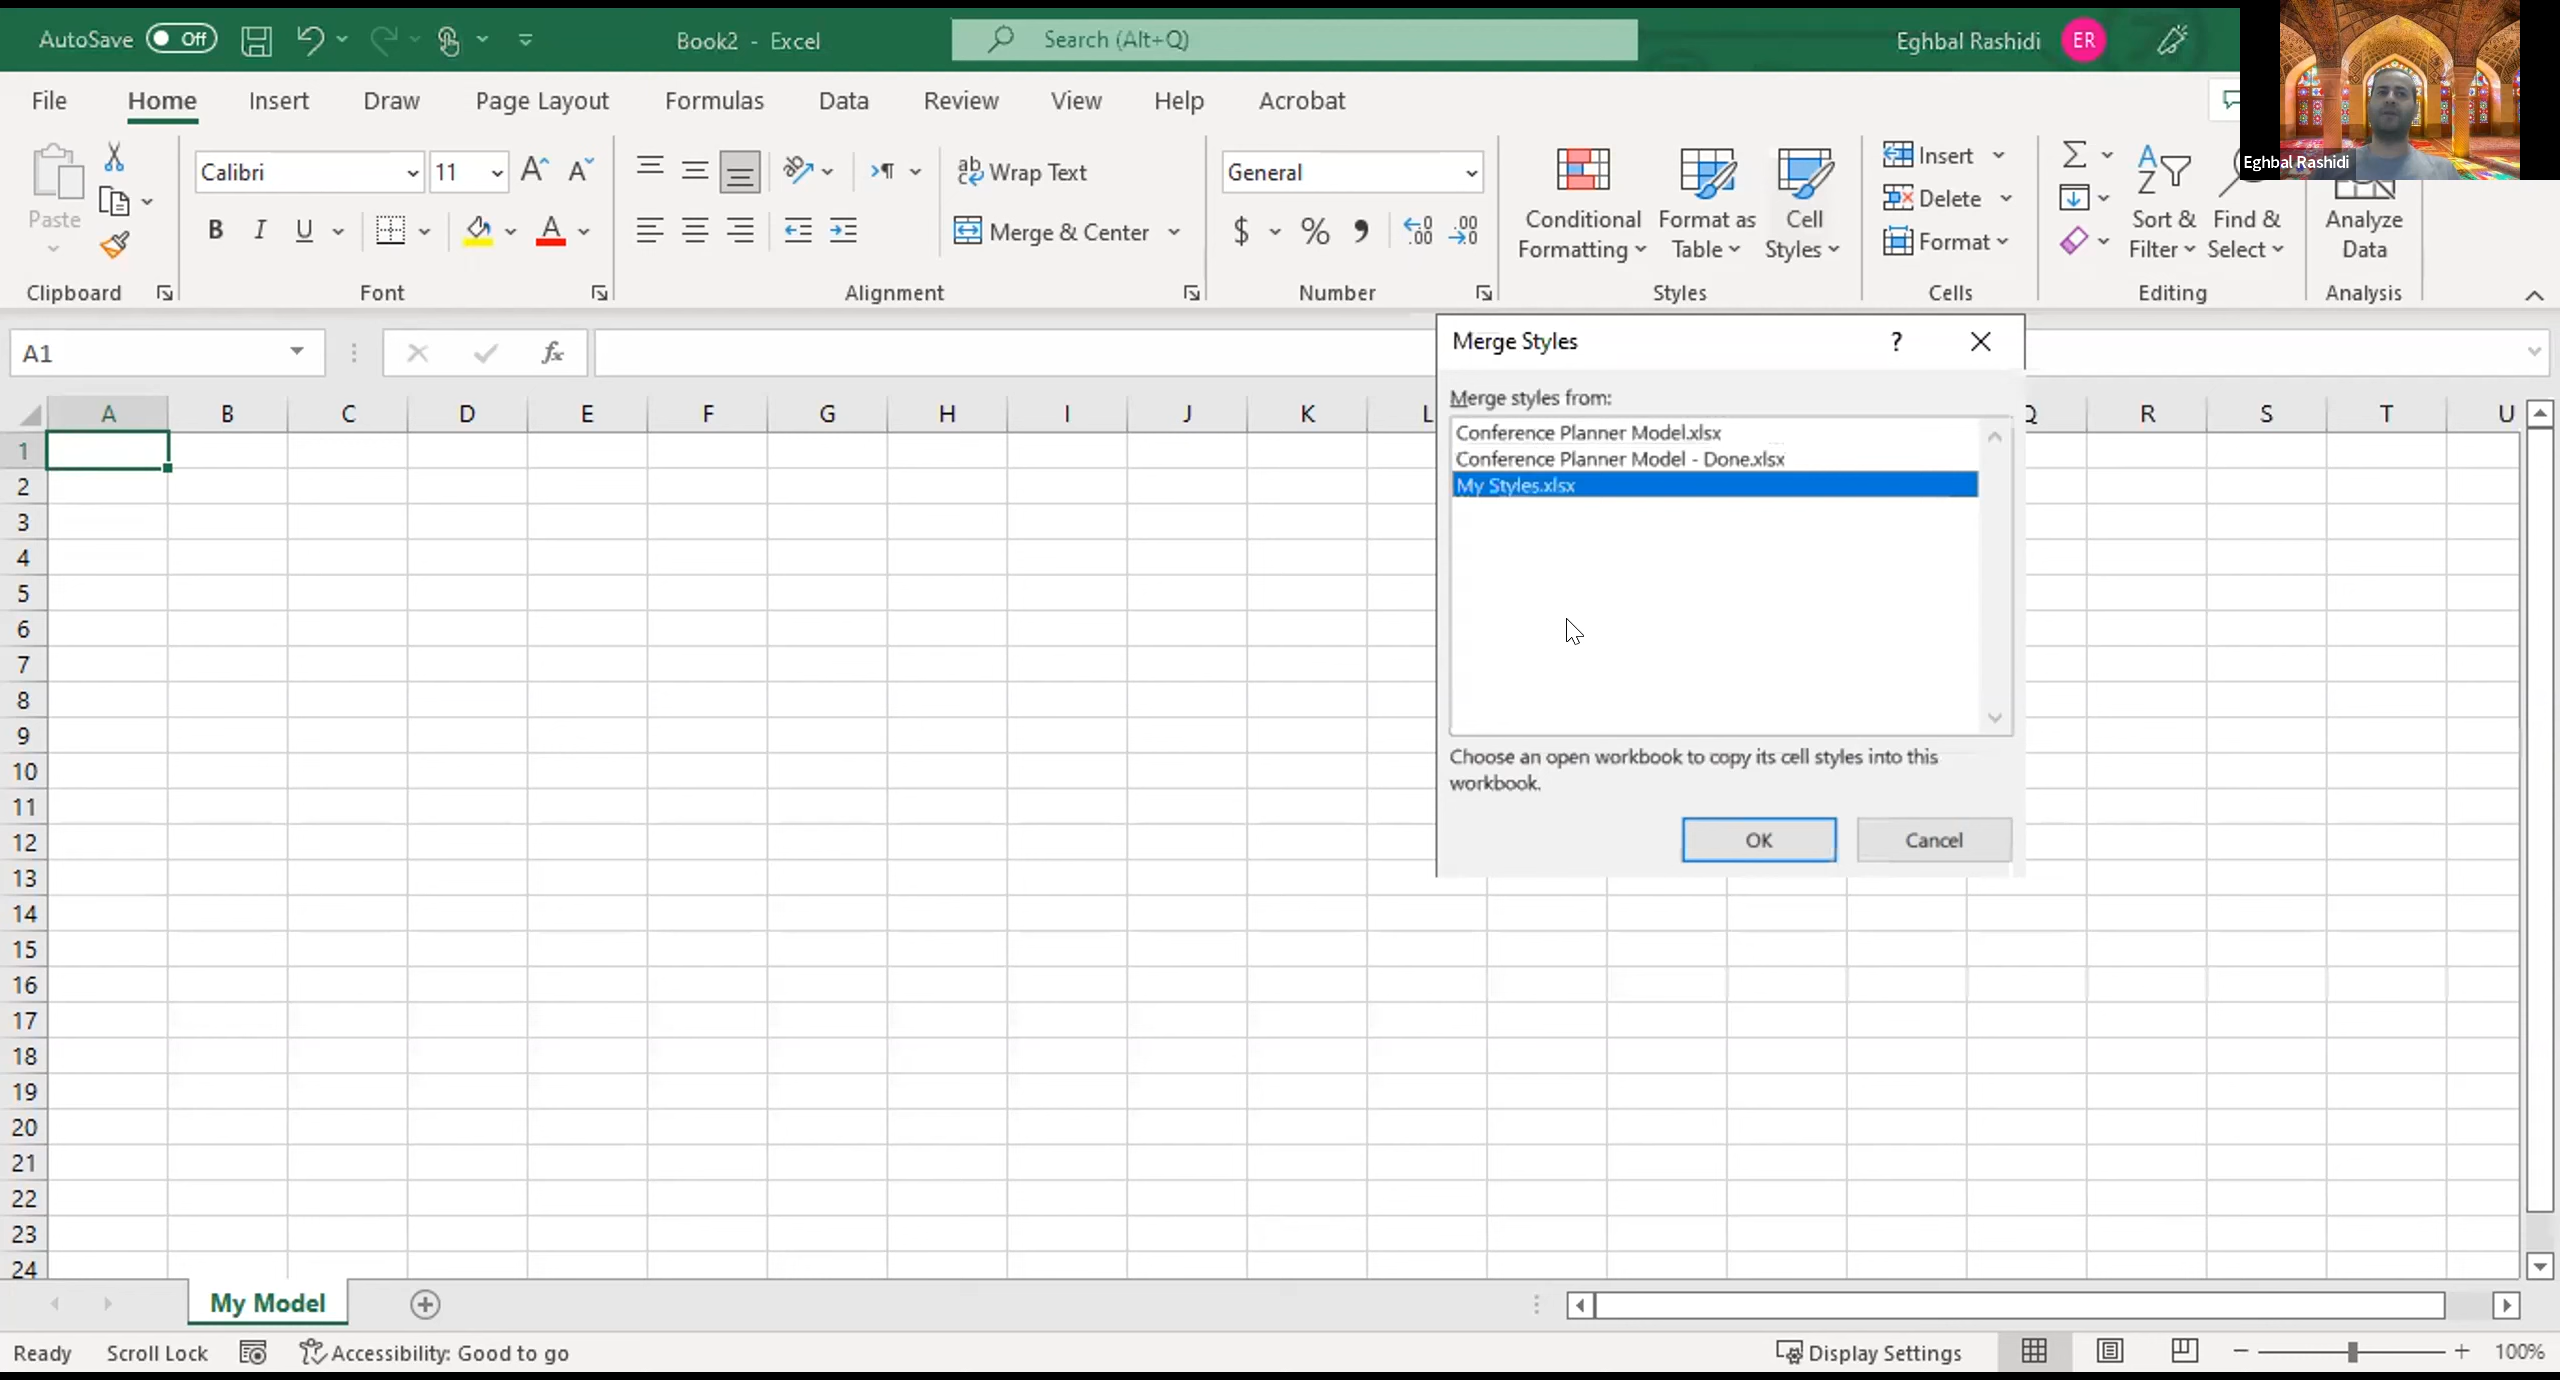 AutoSave Off Book2 - Excel Search (Alt+Q) Eghbal Rashidi ER
File Home Insert Draw Page Layout Formulas Data Review View Help Acrobat
Eghbal Rashidi
Paste
Calibri 11
Wrap Text
Merge & Center
General
$ % 9 .00 .00
Conditional Formatting
Format as Table
Cell Styles
Insert
Delete
Format
Sort & Filter
Find & Select
Analyze Data
B I U A
Clipboard Font Alignment Number Styles Cells Editing Analysis
A1 fx
A B C D E F G H I J K L Q R S T U
1
2
3
4
5
6
7
8
9
10
11
12
13
14
15
16
17
18
19
20
21
22
23
24
Merge Styles ?
Merge styles from:
Conference Planner Model.xlsx
Conference Planner Model - Done.xlsx
My Styles.xlsx
Choose an open workbook to copy its cell styles into this
workbook.
OK Cancel
My Model
Ready Scroll Lock Accessibility: Good to go Display Settings 100%